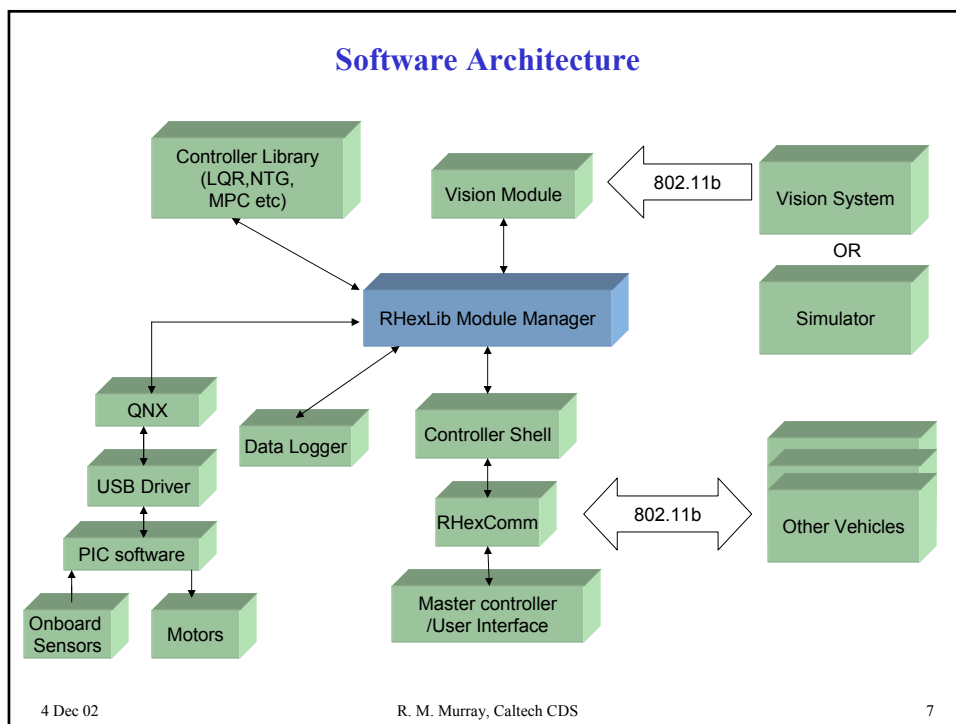 Software Architecture
Controller Library
(LQR,NTG,
MPC etc)
Vision Module
802.11b
Vision System
OR
Simulator
RHexLib Module Manager
QNX
Data Logger
Controller Shell
USB Driver
RHexComm
802.11b
Other Vehicles
PIC software
Onboard
Sensors
Motors
Master controller
/User Interface
4 Dec 02
R. M. Murray, Caltech CDS
7